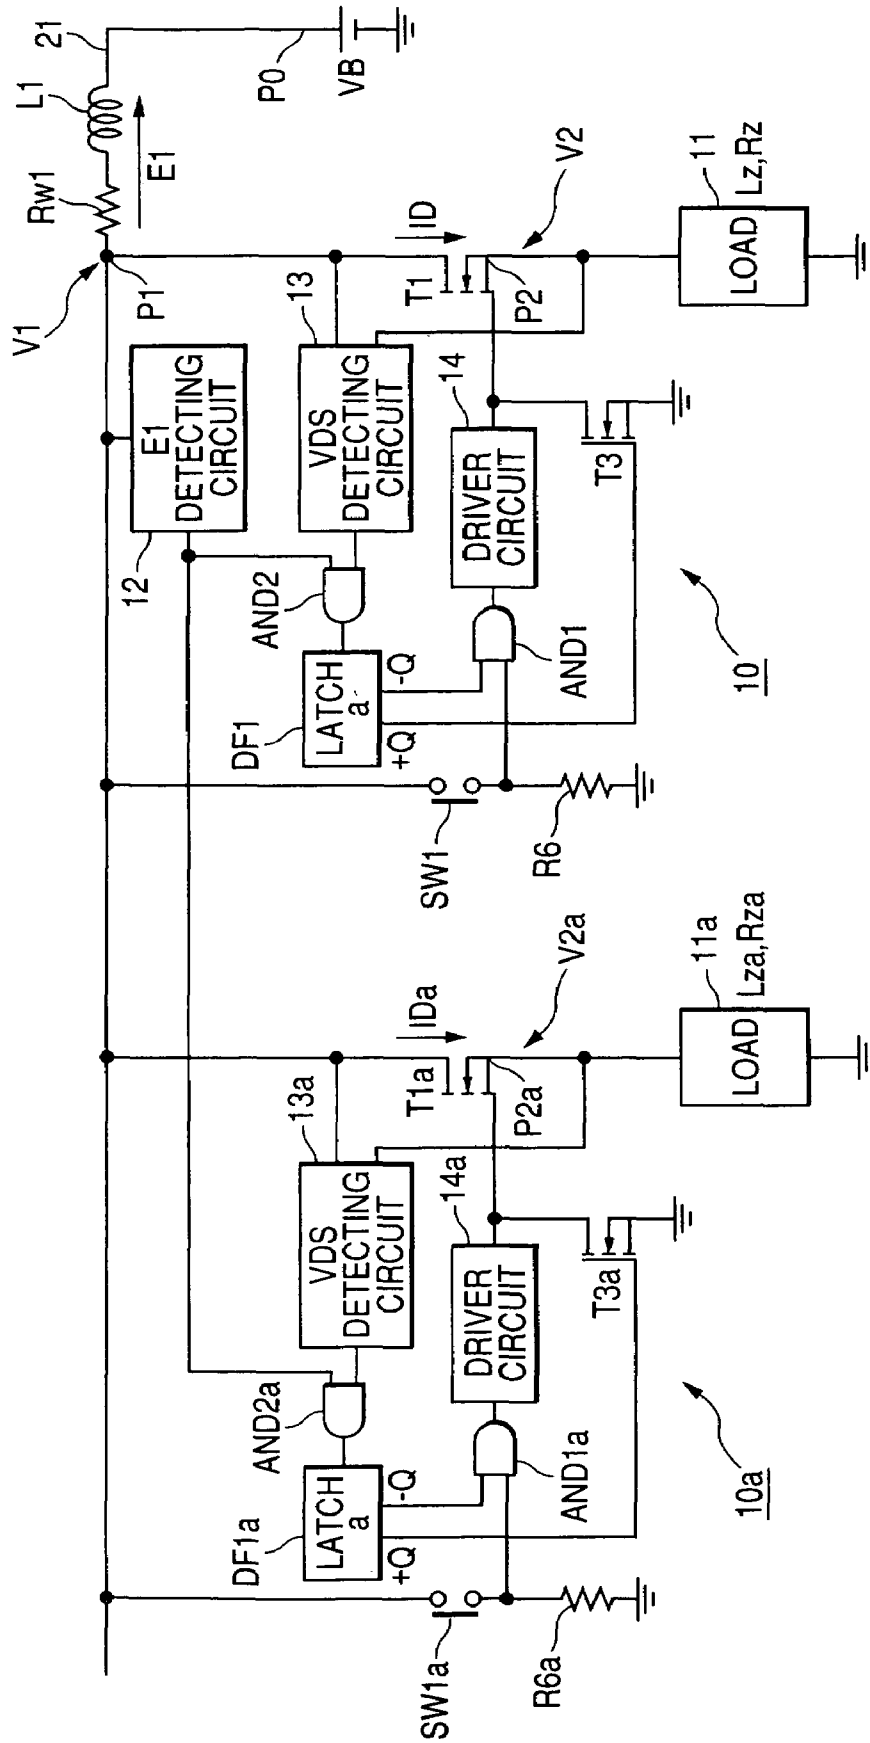 V1
P1
Rw1
L1
21
E1
P0
VB
E1
DETECTING
CIRCUIT
12
13
VDS
DETECTING
CIRCUIT
AND2
DF1
LATCH
a
+Q
-Q
14
DRIVER
CIRCUIT
AND1
SW1
R6
T1
ID
P2
V2
T3
11
LOAD
Lz,Rz
10
13a
VDS
DETECTING
CIRCUIT
AND2a
DF1a
LATCH
a
+Q
-Q
14a
DRIVER
CIRCUIT
AND1a
SW1a
R6a
T1a
IDa
P2a
V2a
T3a
11a
LOAD
Lza,Rza
10a